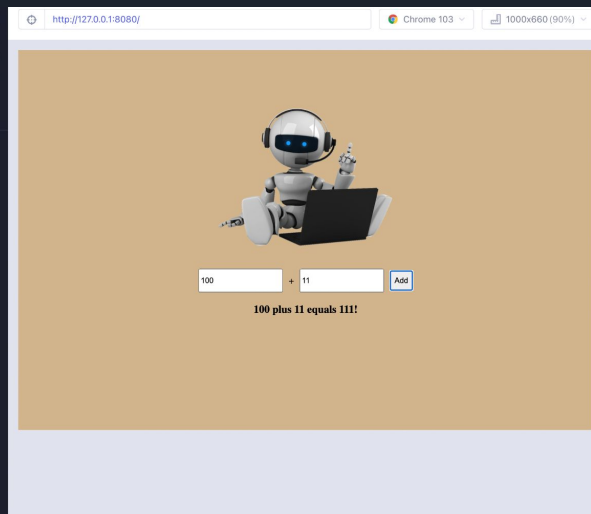 http://127.0.0.1:8080/
Chrome 103
1000x660 (90%)
100 + 11 Add
100 plus 11 equals 111!